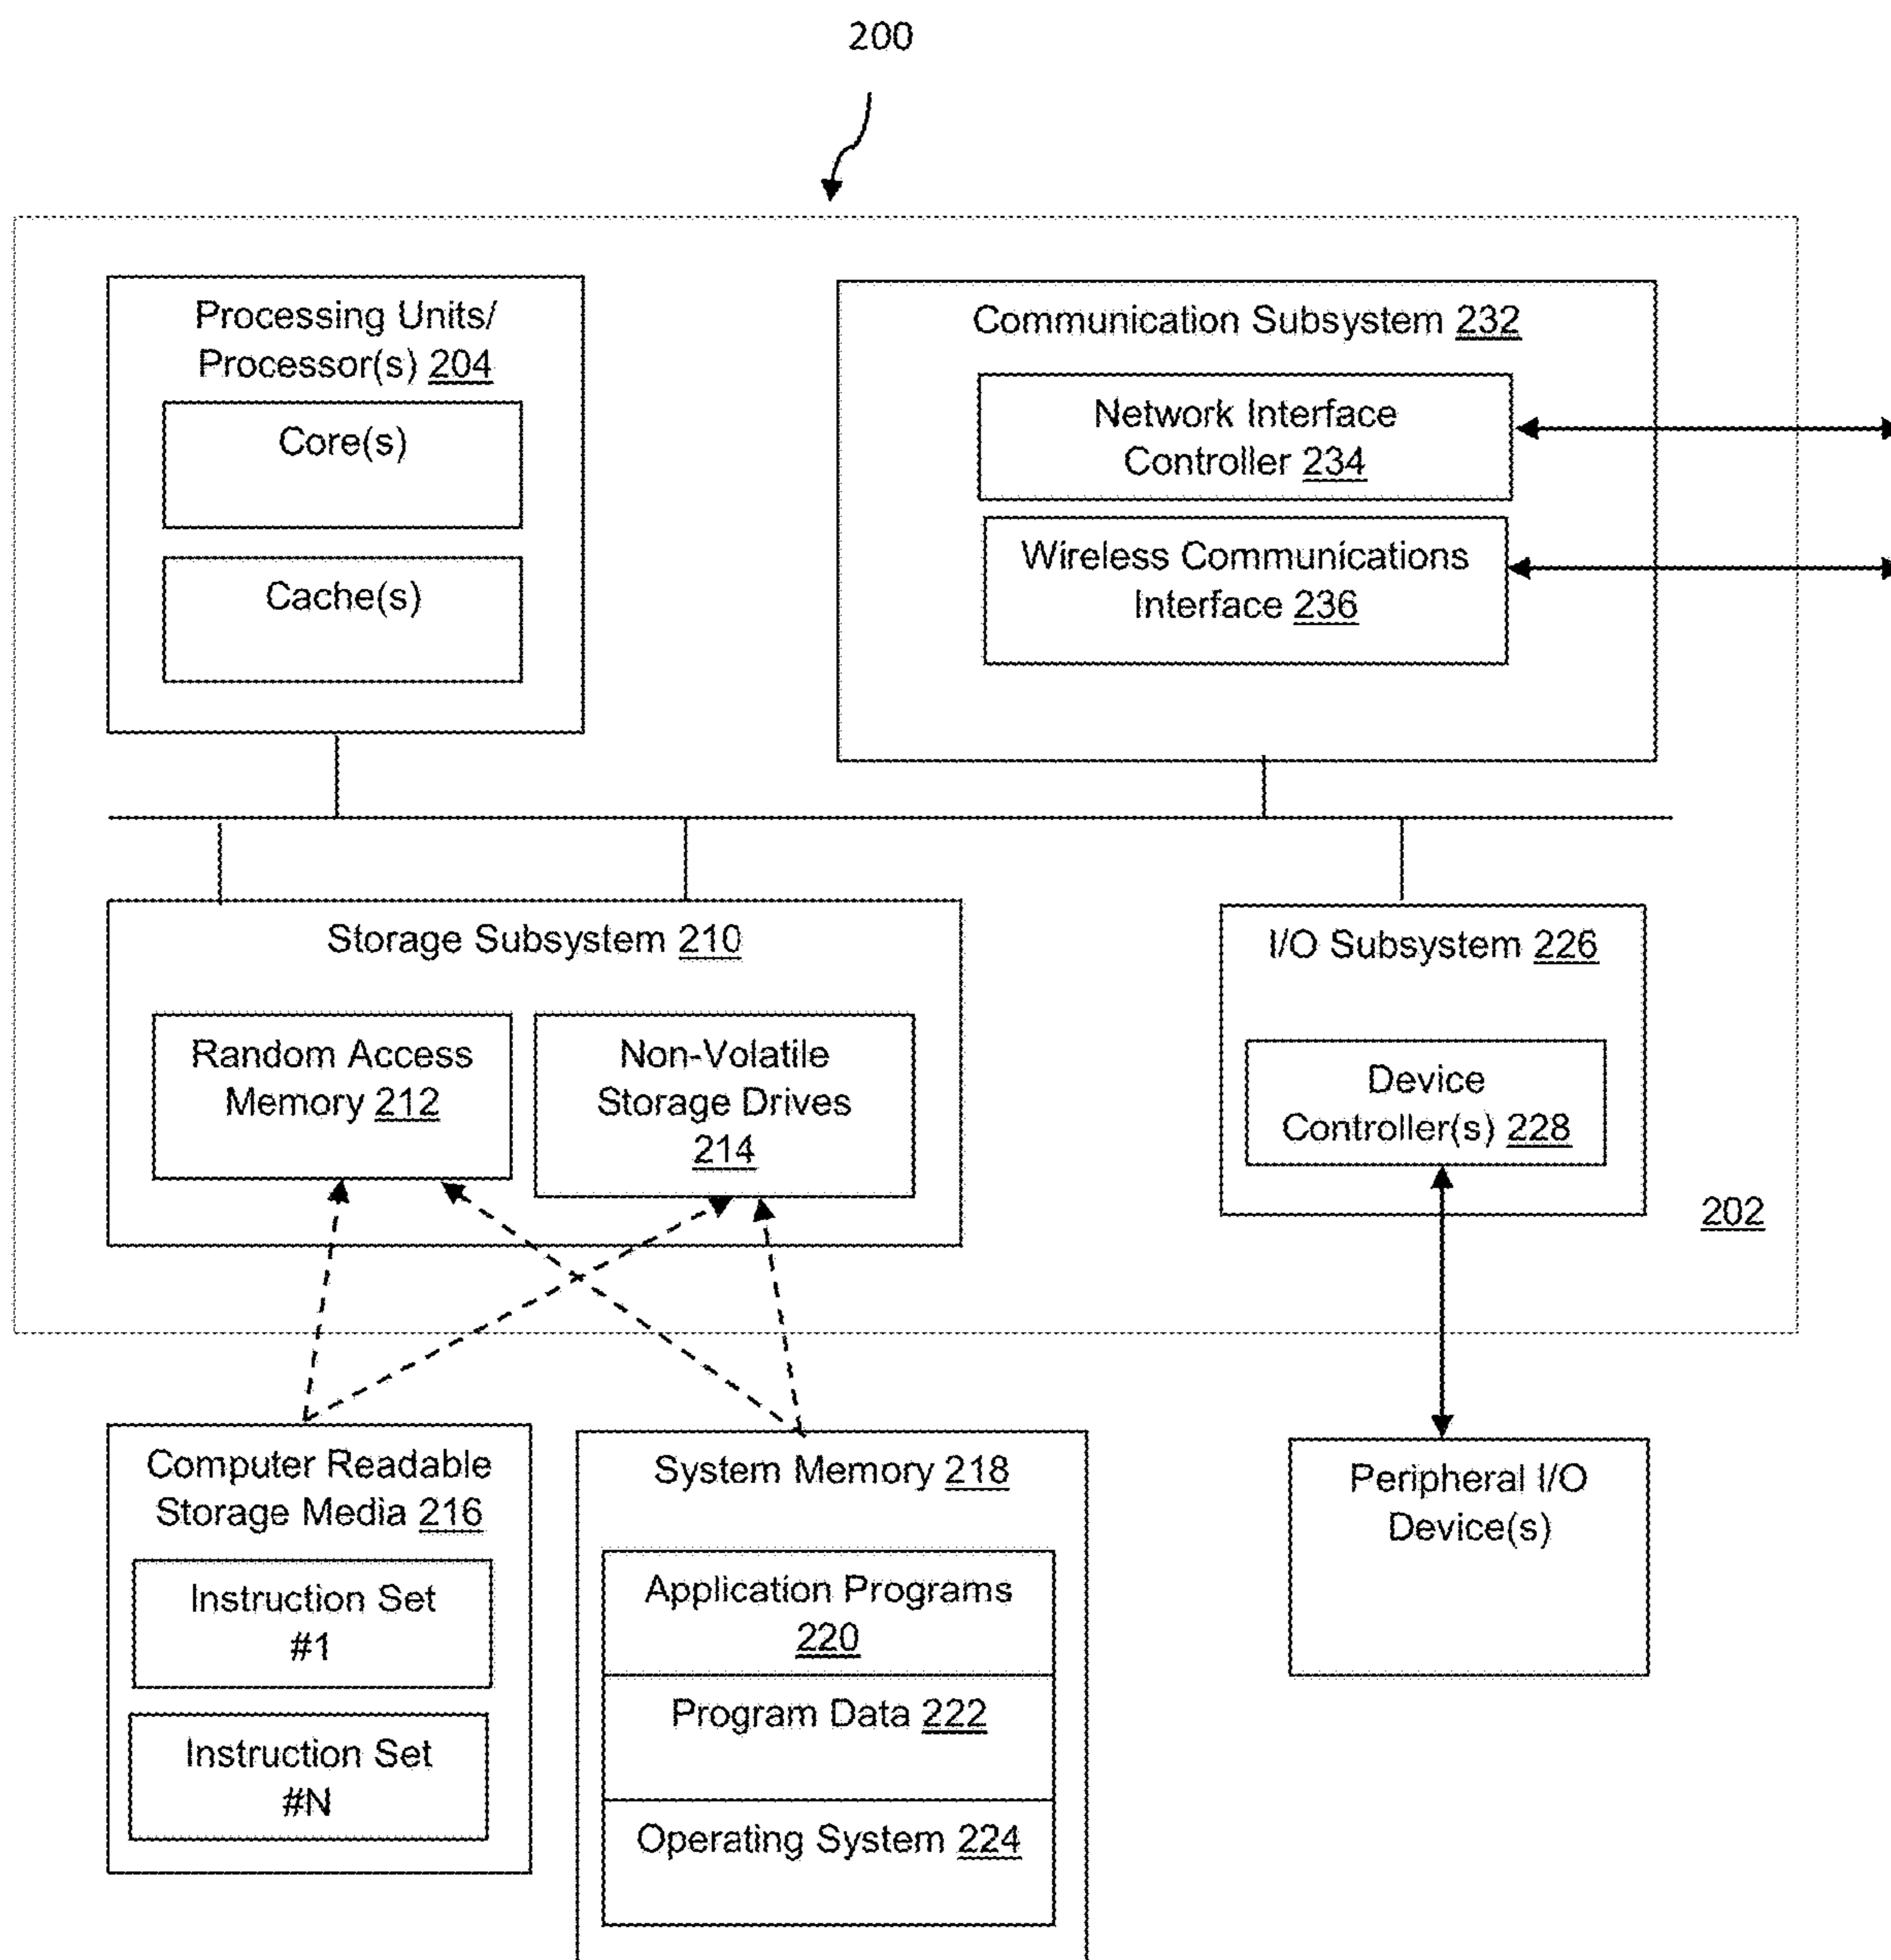 200
Processing Units/
Processor(s) 204
Core(s)
Cache(s)
Communication Subsystem 232
Network Interface
Controller 234
Wireless Communications
Interface 236
Storage Subsystem 210
Random Access
Memory 212
Non-Volatile
Storage Drives
214
I/O Subsystem 226
Device
Controller(s) 228
202
Computer Readable
Storage Media 216
Instruction Set
#1
Instruction Set
#N
System Memory 218
Application Programs
220
Program Data 222
Operating System 224
Peripheral I/O
Device(s)